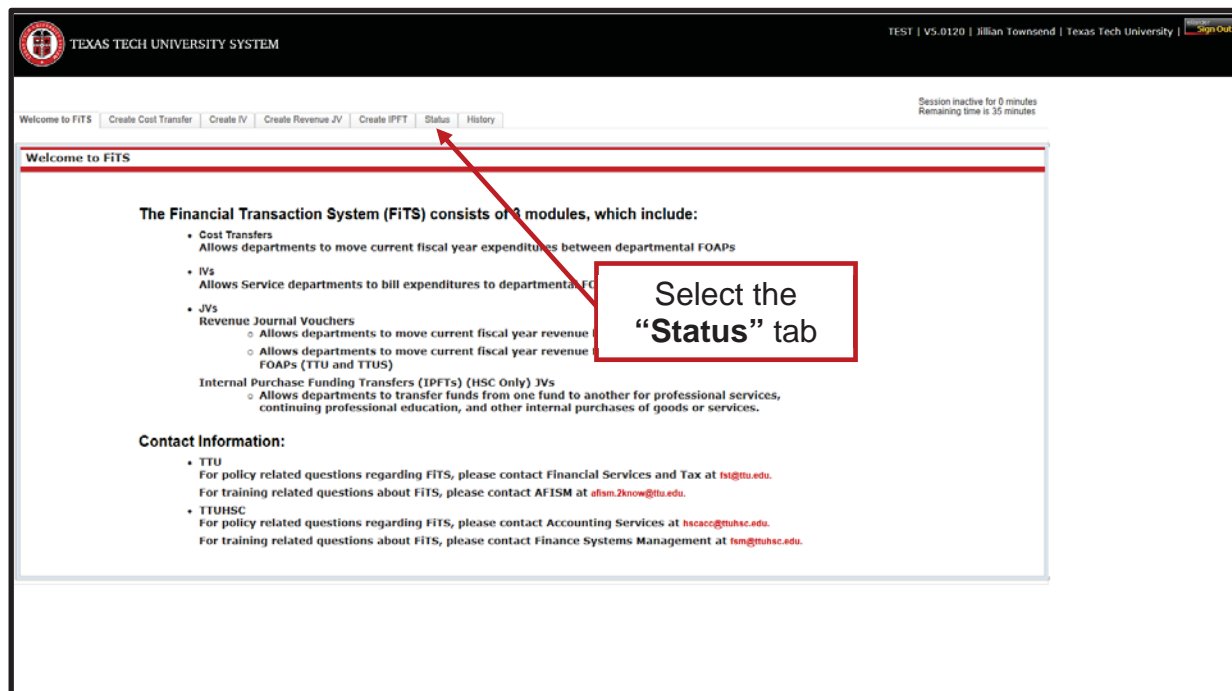 TEXAS TECH UNIVERSITY SYSTEM
TEST | V5.0120 | Jillian Townsend | Texas Tech University | Sign Out
Session inactive for 0 minutes
Remaining time is 35 minutes
Welcome to FiTS Create Cost Transfer Create IV Create Revenue JV Create IPFT Status History
Welcome to FiTS
The Financial Transaction System (FiTS) consists of 3 modules, which include:
• Cost Transfers
Allows departments to move current fiscal year expenditures between departmental FOAPs
• IVs
Allows Service departments to bill expenditures to departmental
• JVs
Revenue Journal Vouchers
○ Allows departments to move current fiscal year revenue
○ Allows departments to move current fiscal year revenue
FOAPs (TTU and TTUS)
Internal Purchase Funding Transfers (IPFTs) (HSC Only) JVs
○ Allows departments to transfer funds from one fund to another for professional services,
continuing professional education, and other internal purchases of goods or services.
Select the
“Status” tab
Contact Information:
• TTU
For policy related questions regarding FiTS, please contact Financial Services and Tax at fst@ttu.edu.
For training related questions about FiTS, please contact AFISM at afism.2know@ttu.edu.
• TTUHSC
For policy related questions regarding FiTS, please contact Accounting Services at hscacc@ttuhsc.edu.
For training related questions about FiTS, please contact Finance Systems Management at fsm@ttuhsc.edu.